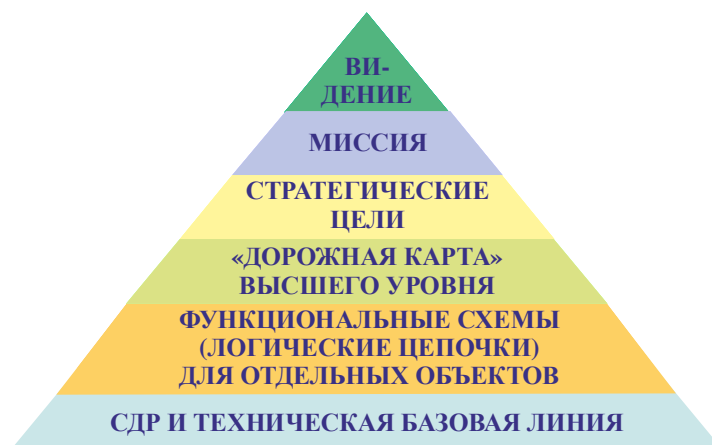 ВИ-
ДЕНИЕ
МИССИЯ
СТРАТЕГИЧЕСКИЕ
ЦЕЛИ
«ДОРОЖНАЯ КАРТА»
ВЫСШЕГО УРОВНЯ
ФУНКЦИОНАЛЬНЫЕ СХЕМЫ
(ЛОГИЧЕСКИЕ ЦЕПОЧКИ)
ДЛЯ ОТДЕЛЬНЫХ ОБЪЕКТОВ
СДР И ТЕХНИЧЕСКАЯ БАЗОВАЯ ЛИНИЯ